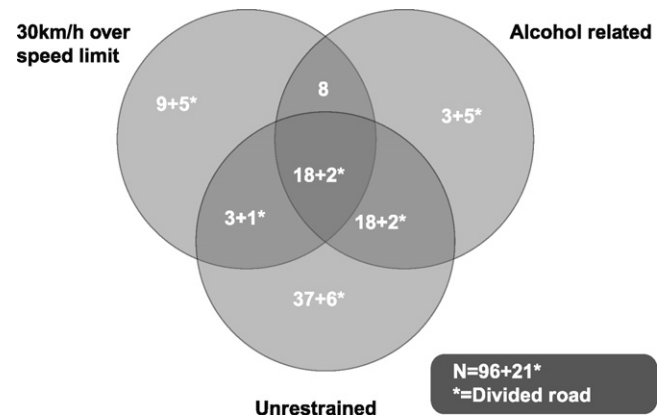 30km/h over
speed limit
Alcohol related
9+5*
8
3+5*
18+2*
3+1*
18+2*
37+6*
N=96+21*
*=Divided road
Unrestrained